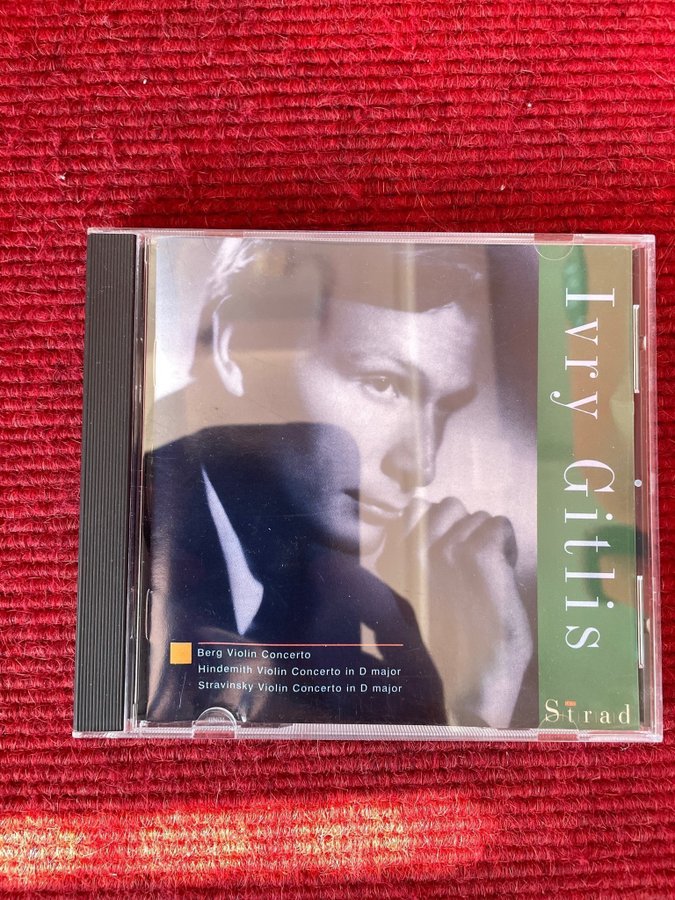 Ivry Gitlis
Berg Violin Concerto
Hindemith Violin Concerto in D major
Stravinsky Violin Concerto in D major
Strad